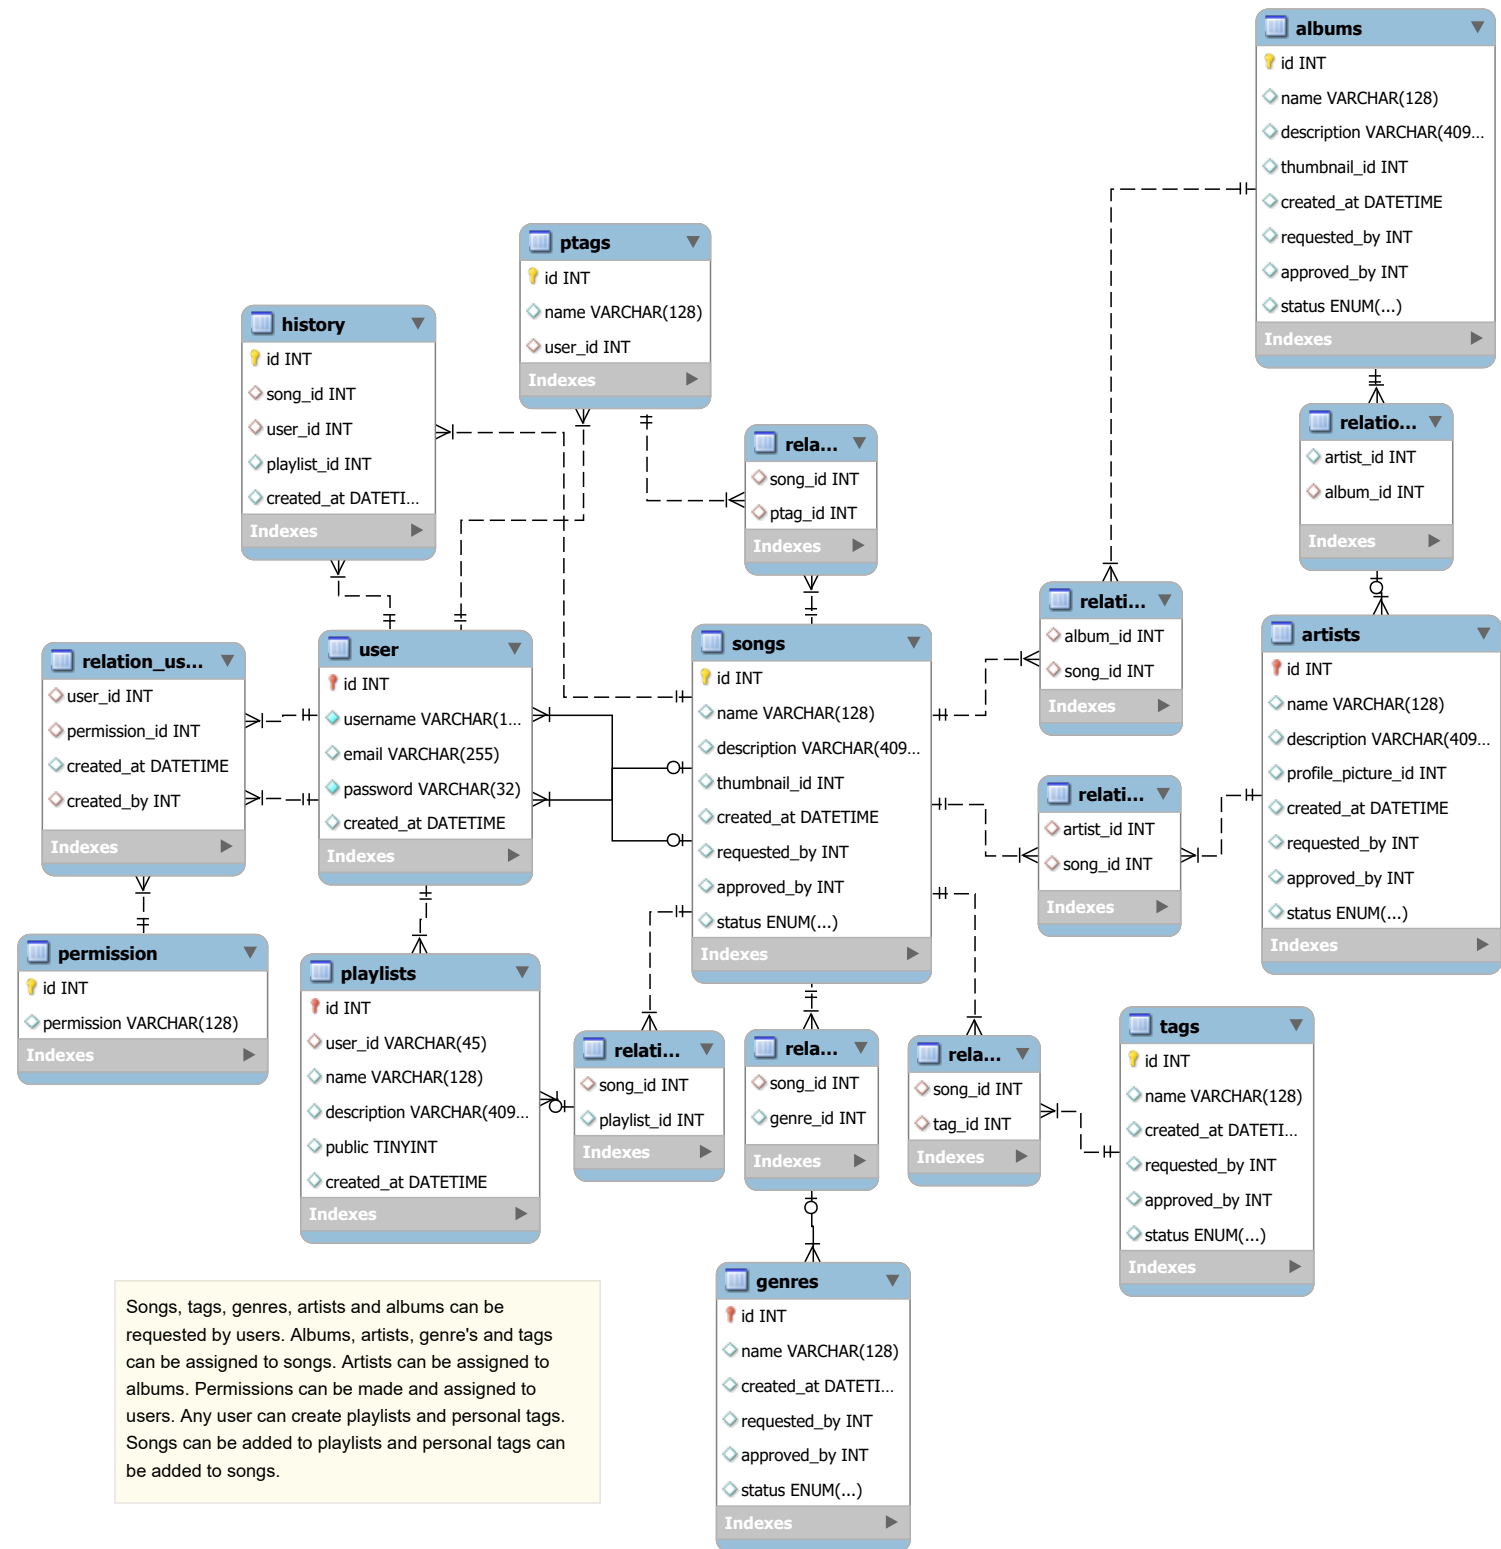 albums
id INT
name VARCHAR(128)
description VARCHAR(409...
thumbnail_id INT
created_at DATETIME
requested_by INT
approved_by INT
status ENUM(...)
Indexes
ptags
id INT
name VARCHAR(128)
user_id INT
Indexes
history
id INT
song_id INT
user_id INT
playlist_id INT
created_at DATETI...
Indexes
rela...
song_id INT
ptag_id INT
Indexes
relatio...
artist_id INT
album_id INT
Indexes
relati...
album_id INT
song_id INT
Indexes
relation_us...
user_id INT
permission_id INT
created_at DATETIME
created_by INT
Indexes
user
id INT
username VARCHAR(1...
email VARCHAR(255)
password VARCHAR(32)
created_at DATETIME
Indexes
songs
id INT
name VARCHAR(128)
description VARCHAR(409...
thumbnail_id INT
created_at DATETIME
requested_by INT
approved_by INT
status ENUM(...)
Indexes
artists
id INT
name VARCHAR(128)
description VARCHAR(409...
profile_picture_id INT
created_at DATETIME
requested_by INT
approved_by INT
status ENUM(...)
Indexes
relati...
artist_id INT
song_id INT
Indexes
permission
id INT
permission VARCHAR(128)
Indexes
playlists
id INT
user_id VARCHAR(45)
name VARCHAR(128)
description VARCHAR(409...
public TINYINT
created_at DATETIME
Indexes
relati...
song_id INT
playlist_id INT
Indexes
rela...
song_id INT
genre_id INT
Indexes
rela...
song_id INT
tag_id INT
Indexes
tags
id INT
name VARCHAR(128)
created_at DATETI...
requested_by INT
approved_by INT
status ENUM(...)
Indexes
genres
id INT
name VARCHAR(128)
created_at DATETI...
requested_by INT
approved_by INT
status ENUM(...)
Indexes
Songs, tags, genres, artists and albums can be
requested by users. Albums, artists, genre's and tags
can be assigned to songs. Artists can be assigned to
albums. Permissions can be made and assigned to
users. Any user can create playlists and personal tags.
Songs can be added to playlists and personal tags can
be added to songs.